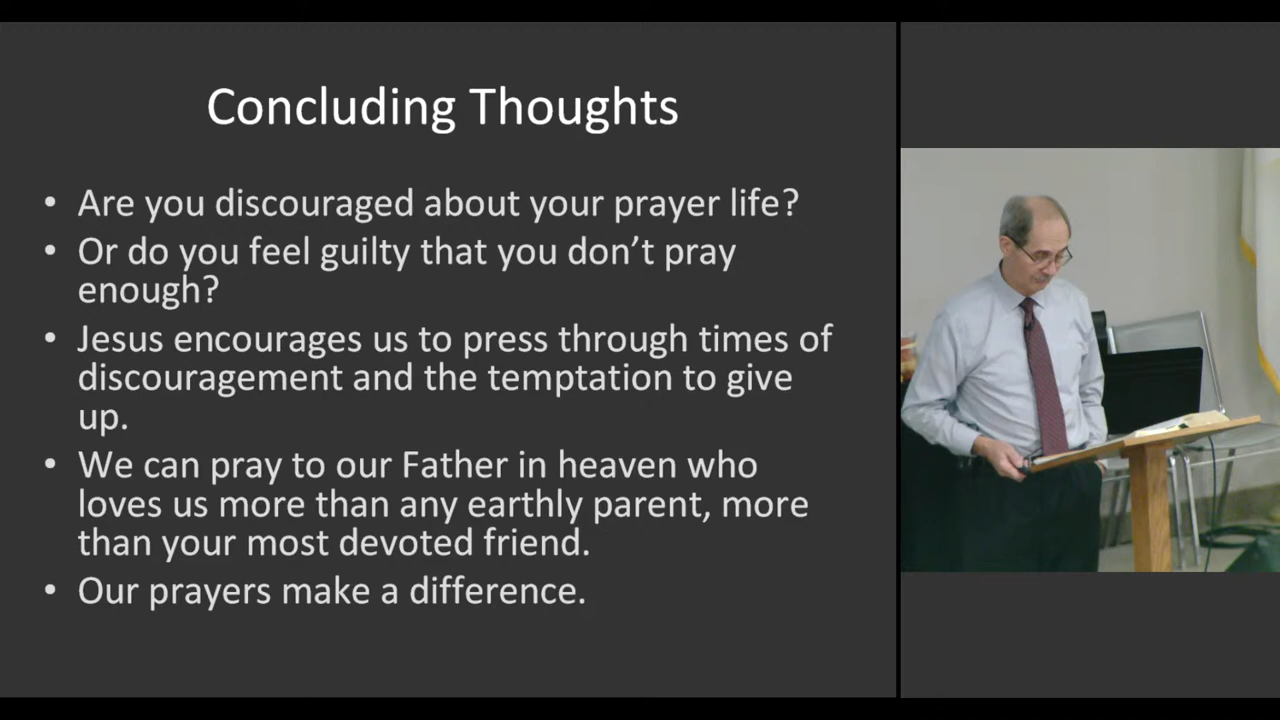 Concluding Thoughts
• Are you discouraged about your prayer life?
• Or do you feel guilty that you don’t pray
enough?
• Jesus encourages us to press through times of
discouragement and the temptation to give
up.
• We can pray to our Father in heaven who
loves us more than any earthly parent, more
than your most devoted friend.
• Our prayers make a difference.